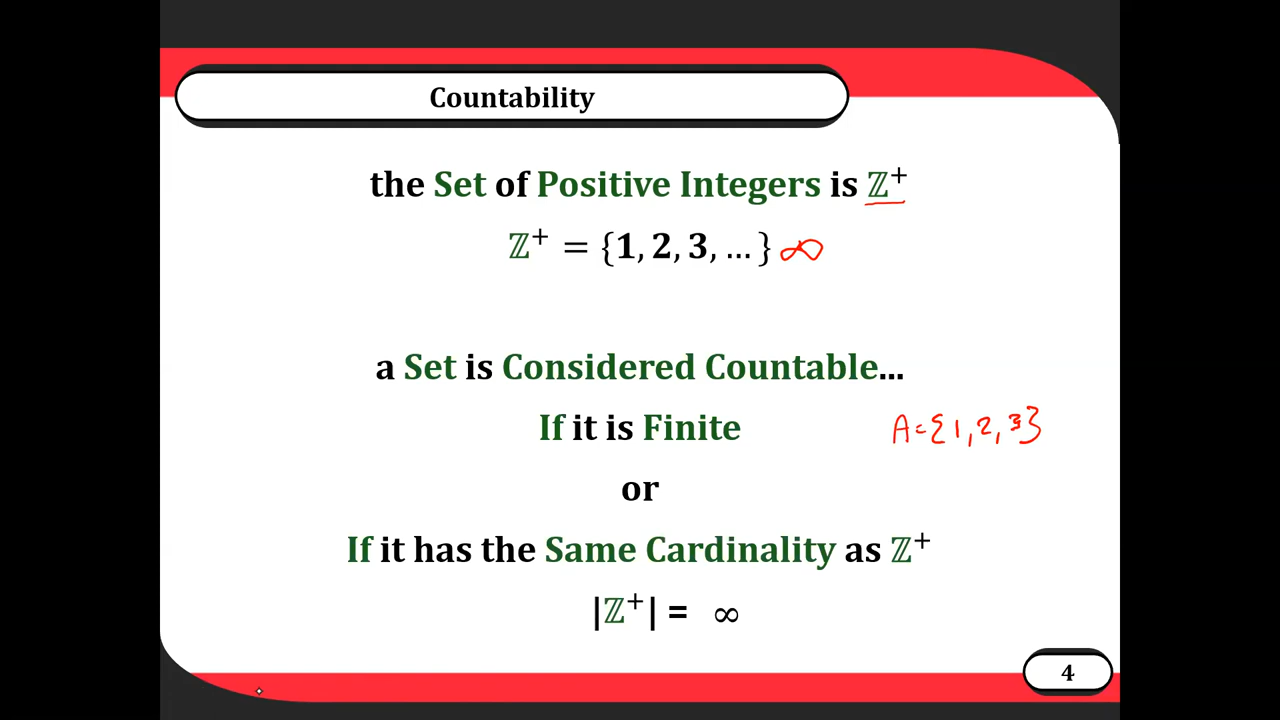 Countability
the Set of Positive Integers is ℤ⁺
ℤ⁺ = {1, 2, 3, … } ∞
a Set is Considered Countable...
If it is Finite A={1, 2, 3}
or
If it has the Same Cardinality as ℤ⁺
|ℤ⁺| = ∞
4